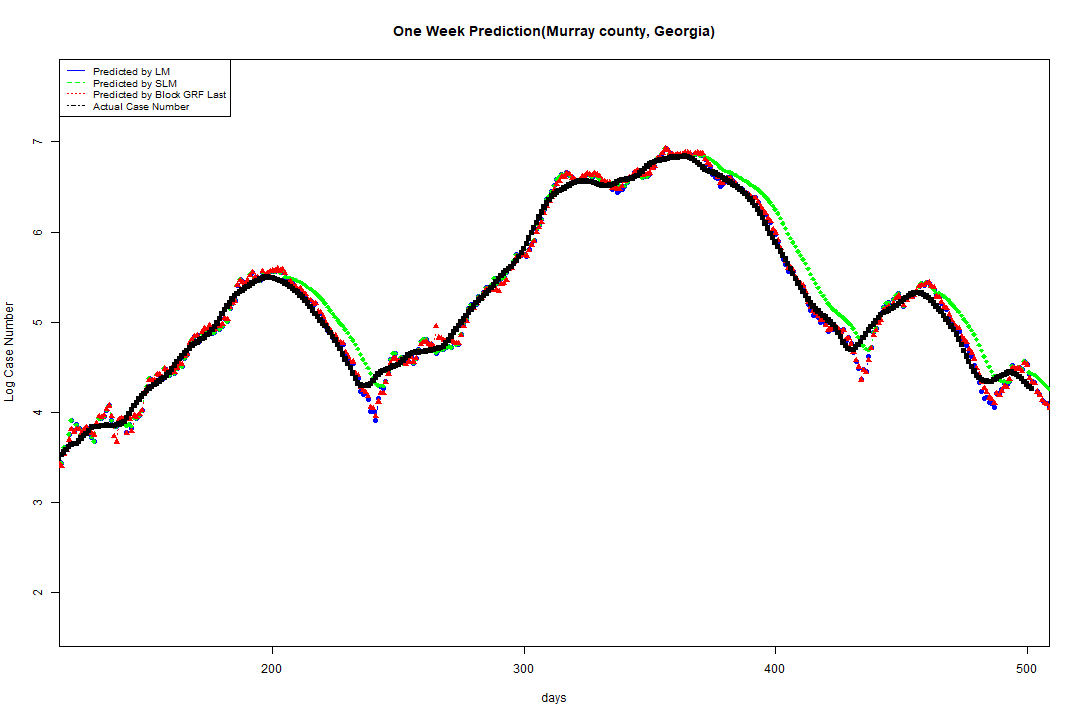 One Week Prediction(Murray county, Georgia)
Predicted by LM
Predicted by SLM
Predicted by Block GRF Last
Actual Case Number
7
6
5
4
3
2
Log Case Number
200 300 400 500
days